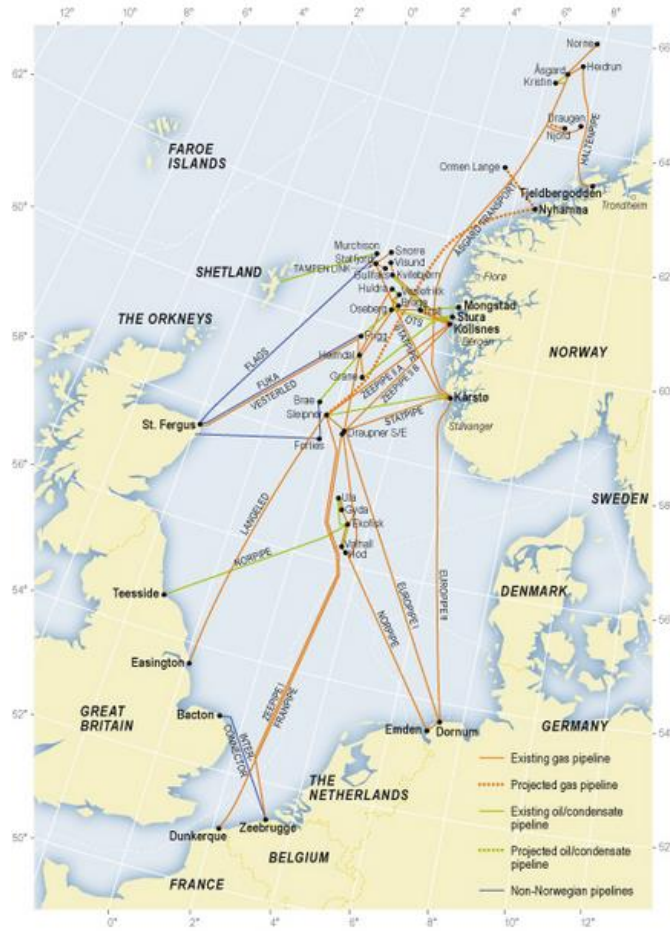 12°
10°
8°
6°
4°
2°
0°
2°
4°
6°
8°
62°
60°
58°
56°
54°
52°
50°
64°
62°
60°
58°
56°
54°
52°
0°
2°
4°
6°
8°
10°
12°
Norne
Åsgard
Heidrun
Kristin
Draugen
Njord
HALTENPIPE
FAROE
ISLANDS
Ormen Lange
Tjeldbergodden
Trondheim
Nyhamna
ÅSGARD TRANSPORT
Murchison
Statfjord
Snorre
Visund
SHETLAND
TAMPEN LINK
Gullfaks
Kvitebjørn
Florø
Huldra
Veslefrikk
Brage
Oseberg
Mongstad
Stura
Kollsnes
Bergen
OTS
STATPIPE
THE ORKNEYS
FLAGS
Frigg
FUKA
VESTERLED
Heimdal
Grane
ZEEPIPE II A
ZEEPIPE II B
NORWAY
Brae
Sleipner
Kårstø
St. Fergus
STATPIPE
Draupner S/E
Stavanger
Forties
LANGELED
Ula
Gyda
Ekofisk
SWEDEN
NORPIPE
Valhall
Hod
Teesside
EUROPIPE I
EUROPIPE II
NORPIPE
DENMARK
Easington
ZEEPIPE I
FRANPIPE
GREAT
BRITAIN
Bacton
INTER
CONNECTOR
Emden
Dornum
GERMANY
THE
NETHERLANDS
Dunkerque
Zeebrugge
BELGIUM
FRANCE
Existing gas pipeline
Projected gas pipeline
Existing oil/condensate
pipeline
Projected oil/condensate
pipeline
Non-Norwegian pipelines